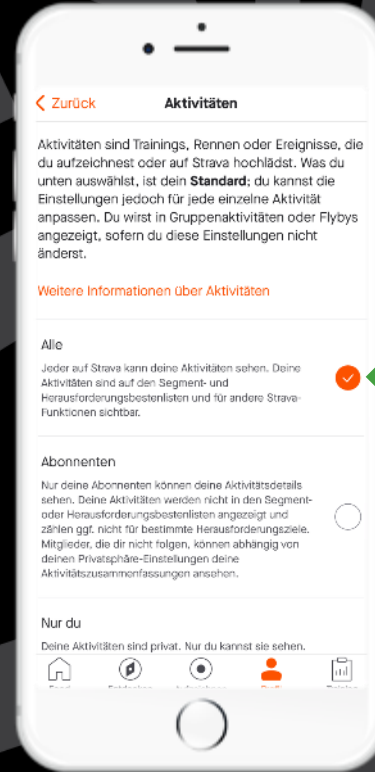 Zurück
Aktivitäten
Aktivitäten sind Trainings, Rennen oder Ereignisse, die
du aufzeichnest oder auf Strava hochlädst. Was du
unten auswählst, ist dein Standard; du kannst die
Einstellungen jedoch für jede einzelne Aktivität
anpassen. Du wirst in Gruppenaktivitäten oder Flybys
angezeigt, sofern du diese Einstellungen nicht
änderst.
Weitere Informationen über Aktivitäten
Alle
Jeder auf Strava kann deine Aktivitäten sehen. Deine
Aktivitäten sind auf den Segment- und
Herausforderungsbestenlisten und für andere Strava-
Funktionen sichtbar.
Abonnenten
Nur deine Abonnenten können deine Aktivitätsdetails
sehen. Deine Aktivitäten werden nicht in den Segment-
oder Herausforderungsbestenlisten angezeigt und
zählen ggf. nicht für bestimmte Herausforderungsziele.
Mitglieder, die dir nicht folgen, können abhängig von
deinen Privatsphäre-Einstellungen deine
Aktivitätszusammenfassungen ansehen.
Nur du
Deine Aktivitäten sind privat. Nur du kannst sie sehen.